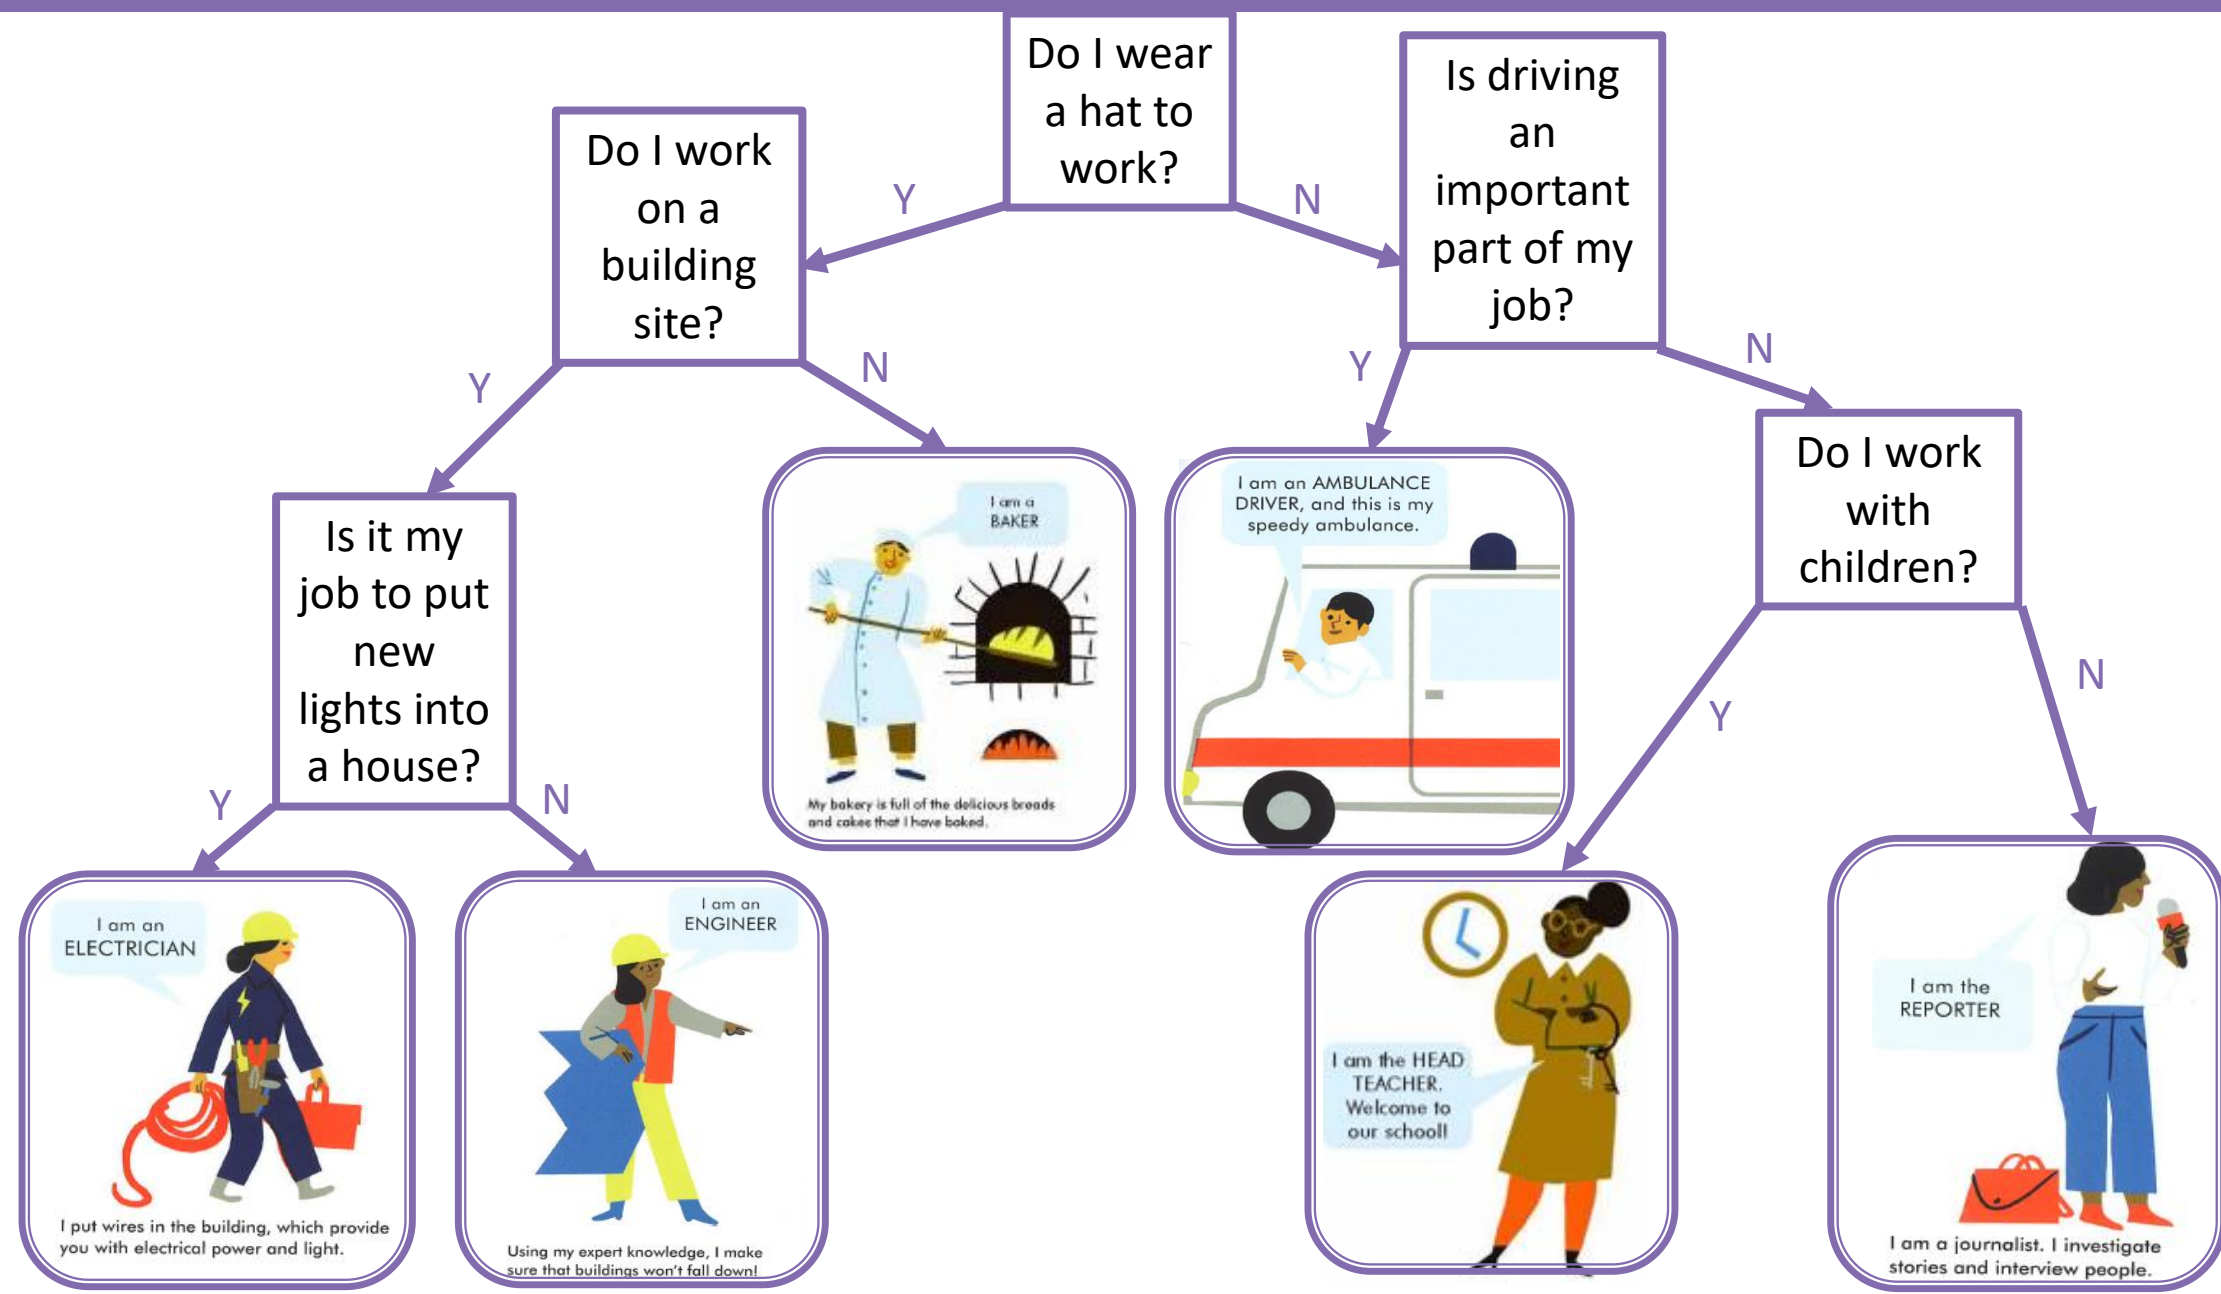 Do I wear
a hat to
work?
Is driving
an
important
part of my
job?
Do I work
on a
building
site?
Y
N
Y
N
Y
N
Do I work
with
children?
Is it my
job to put
new
lights into
a house?
Y
N
Y
N
I am a
BAKER
My bakery is full of the delicious breads
and cakes that I have baked.
I am an AMBULANCE
DRIVER, and this is my
speedy ambulance.
I am an
ELECTRICIAN
I put wires in the building, which provide
you with electrical power and light.
I am an
ENGINEER
Using my expert knowledge, I make
sure that buildings won't fall down!
I am the HEAD
TEACHER.
Welcome to
our school!
I am the
REPORTER
I am a journalist. I investigate
stories and interview people.